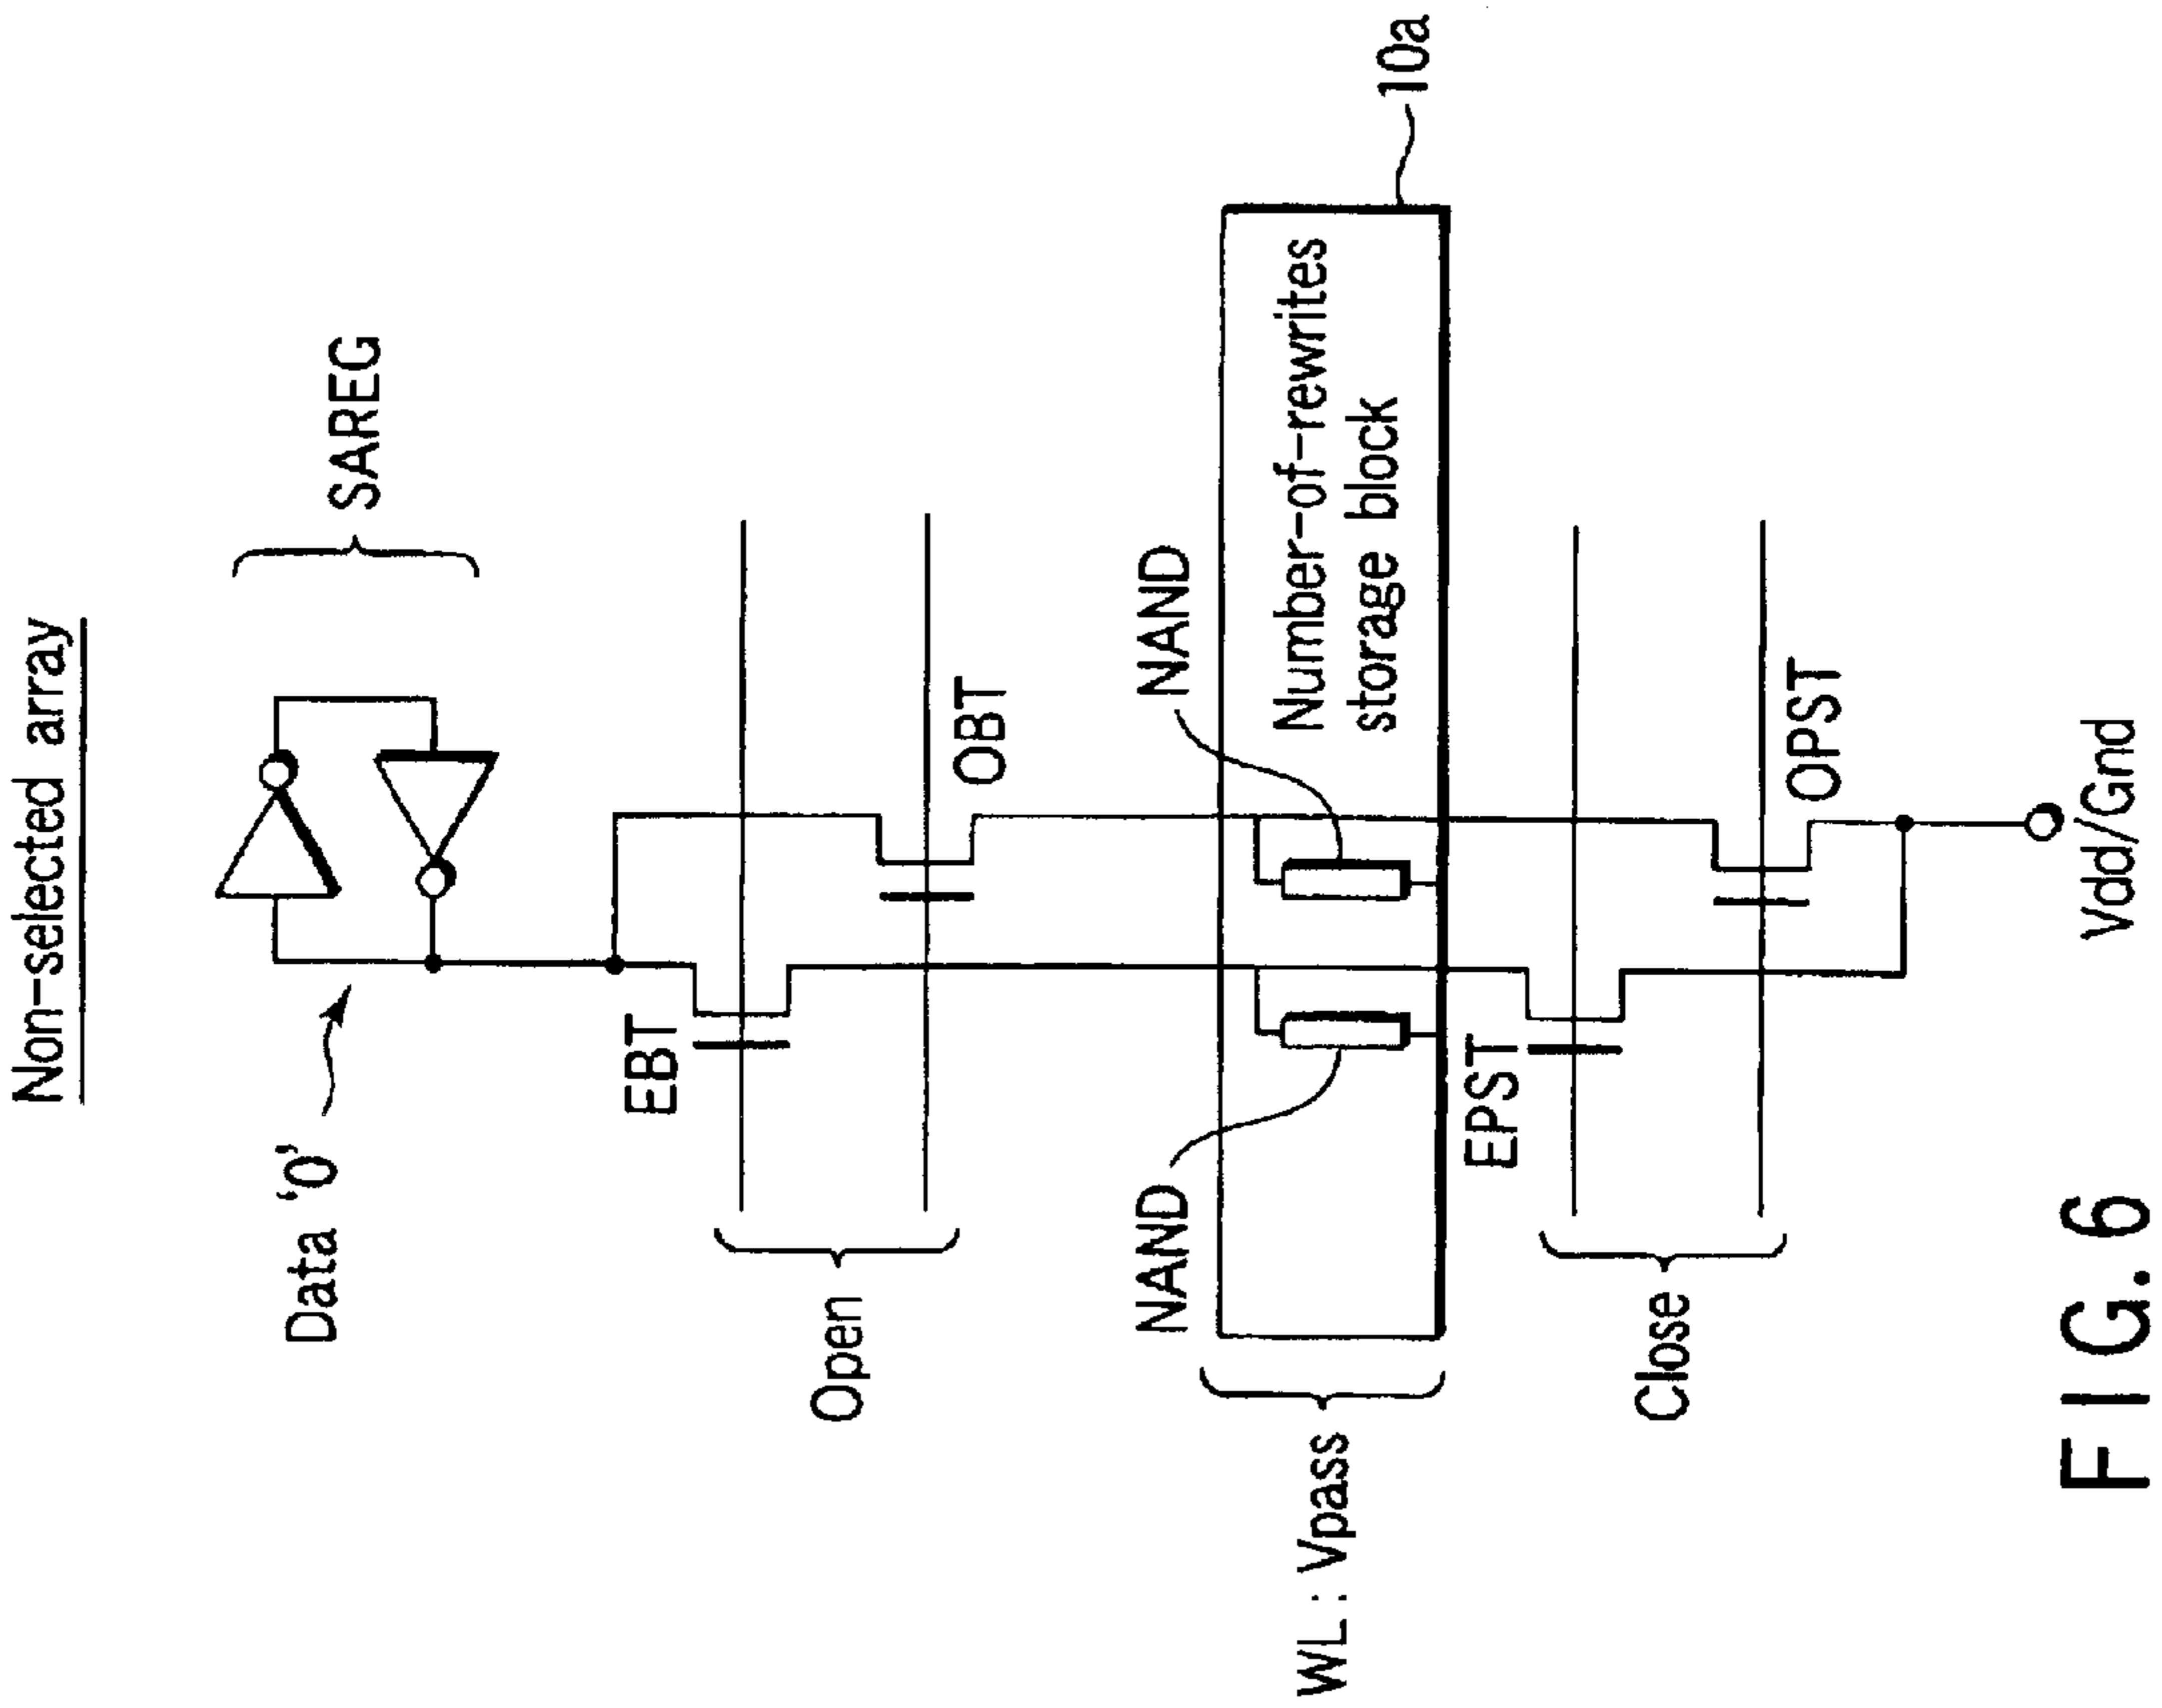 Non-selected array
SAREG
Data '0'
EBT
OBT
Open
NAND
NAND
10a
Number-of-rewrites
storage block
WL : Vpass
EPST
OPST
Close
Vdd/Gnd
FIG. 6